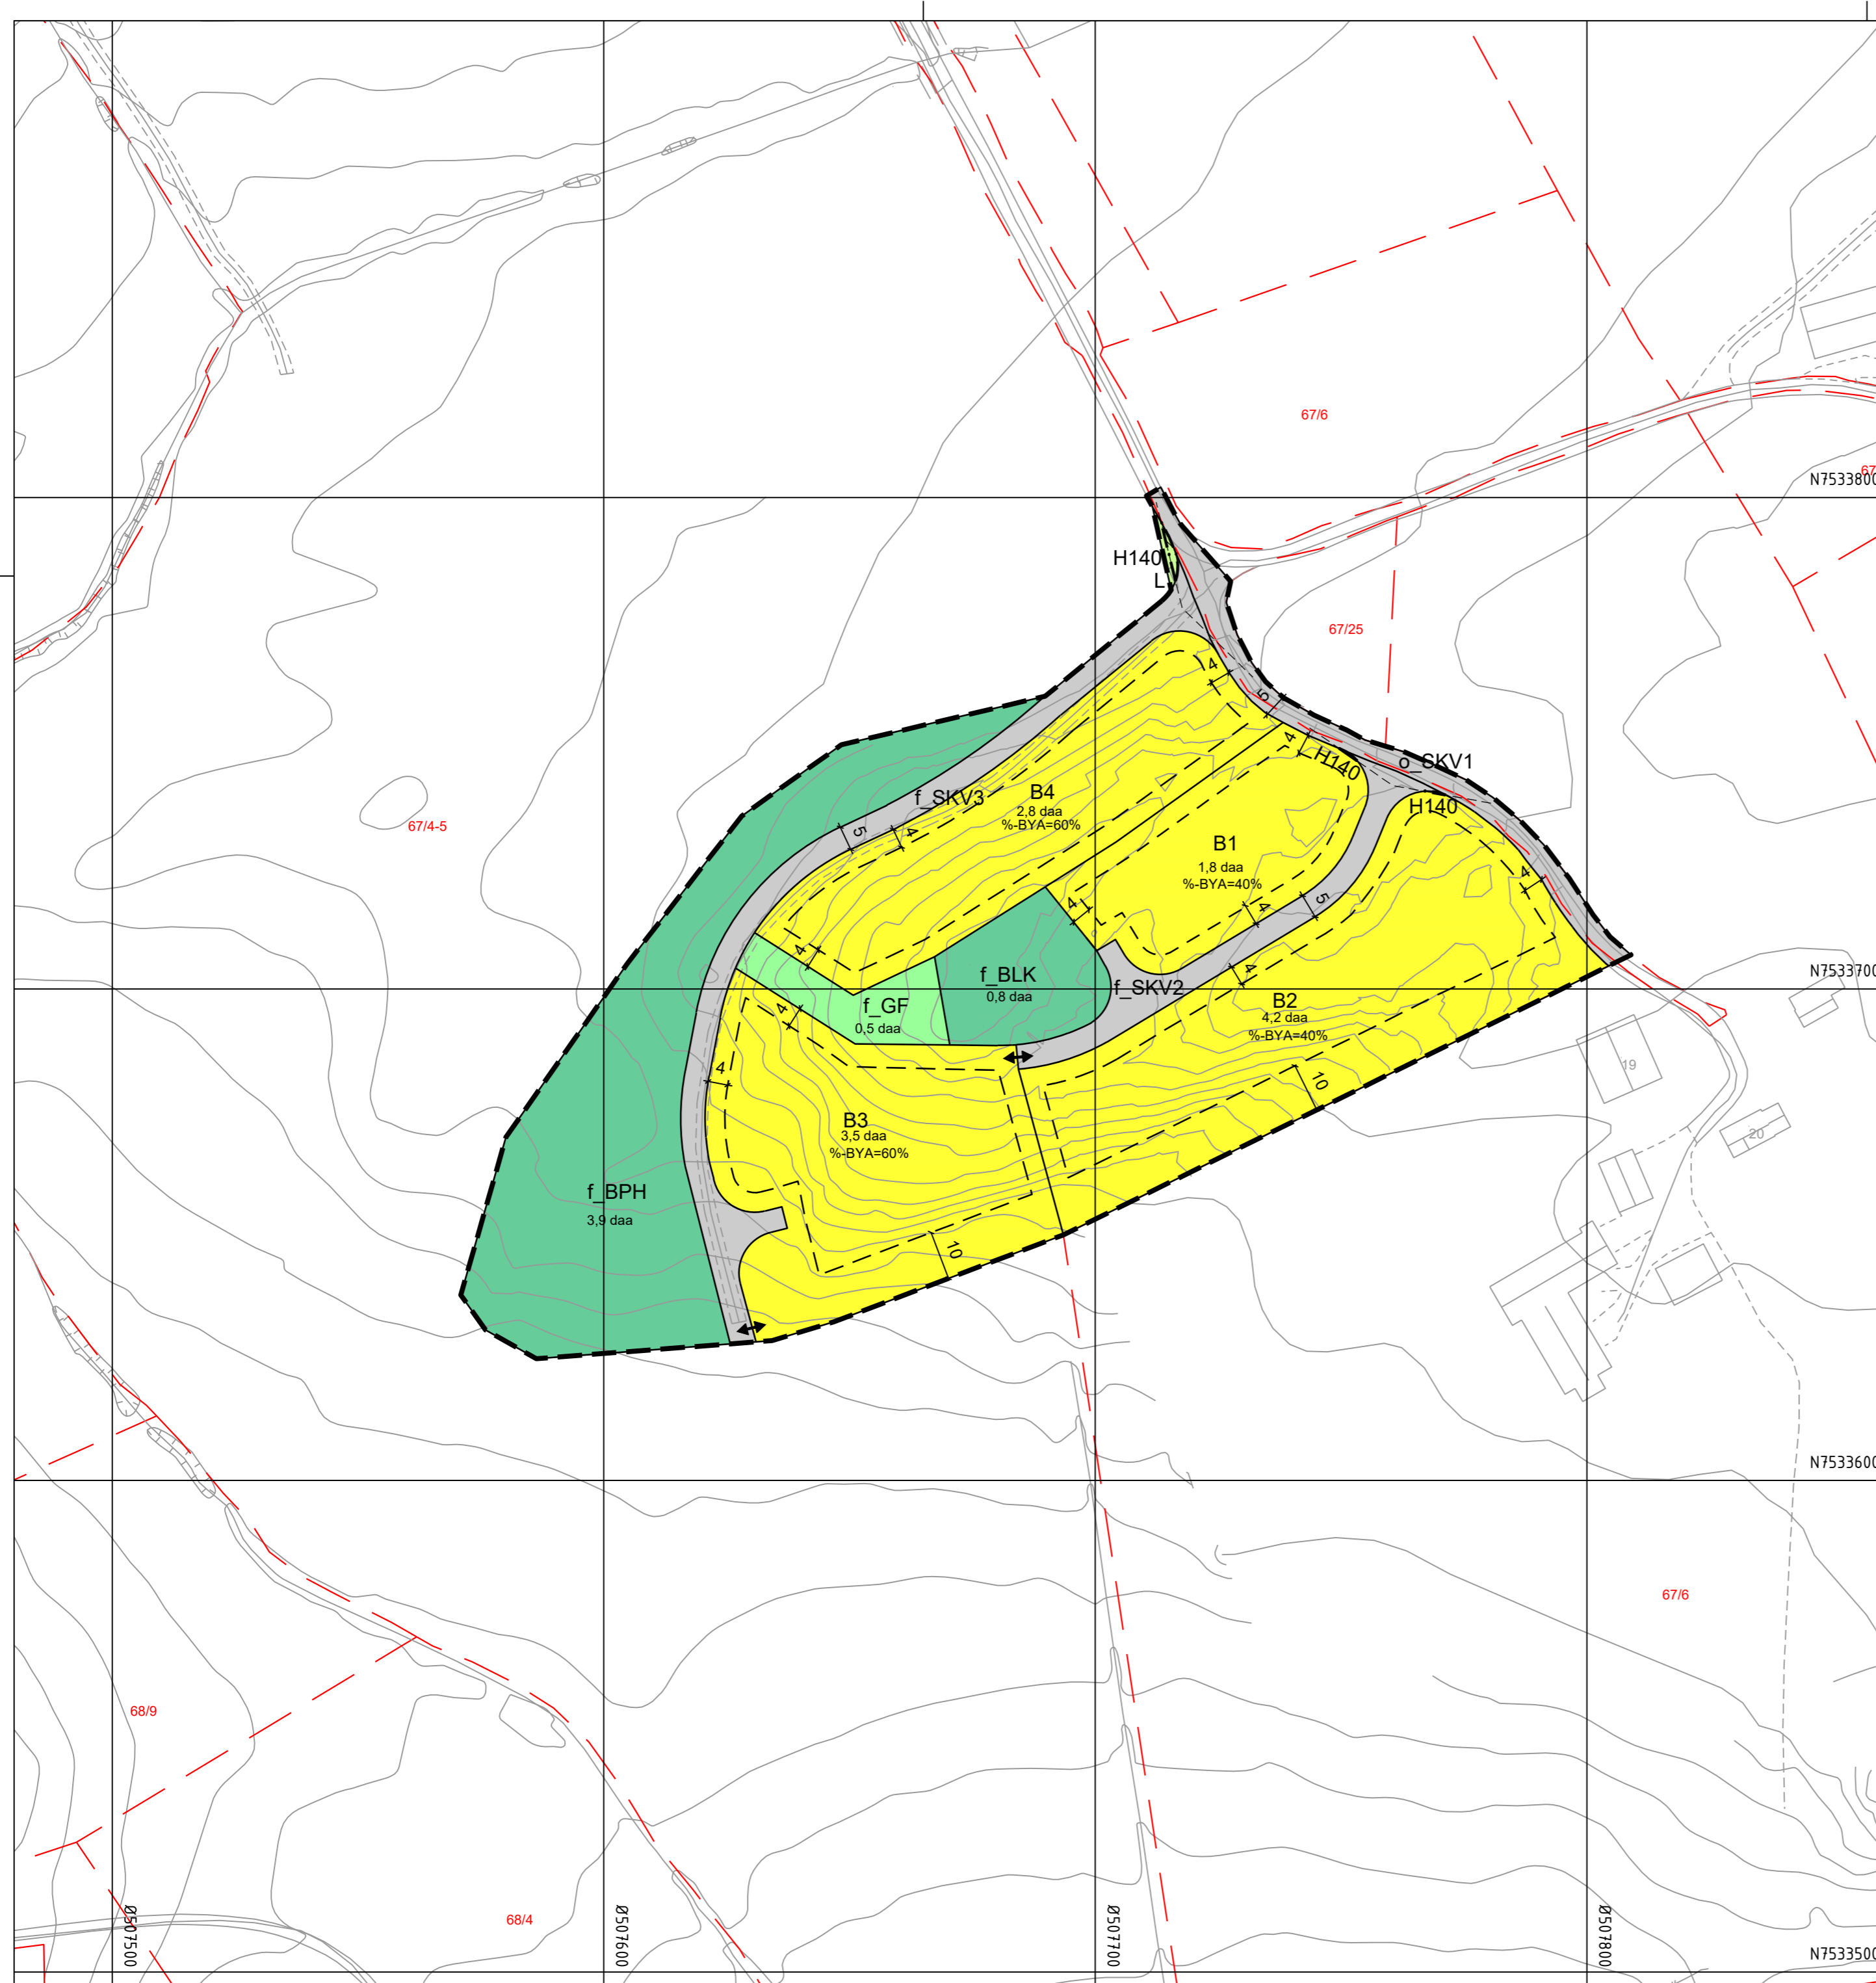 67/6
67
N7533800
H140
L
67/25
4
5
4
H140
o_SKV1
f_SKV3
B4
2,8 daa
%-BYA=60%
H140
67/4-5
5
4
B1
1,8 daa
%-BYA=40%
4
4
4
5
4
f_BLK
0,8 daa
4
N7533700
f_SKV2
f_GF
0,5 daa
4
B2
4,2 daa
%-BYA=40%
4
10
19
B3
3,5 daa
%-BYA=60%
20
f_BPH
3,9 daa
10
N7533600
67/6
68/9
68/4
Ø507500
Ø507600
Ø507700
Ø507800
N7533500